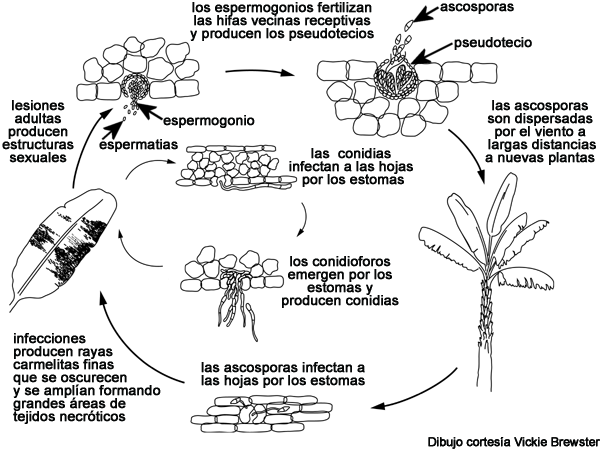 los espermogonios fertilizan
las hifas vecinas receptivas
y producen los pseudotecios
ascosporas
pseudotecio
lesiones
adultas
producen
estructuras
sexuales
espermogonio
espermatias
las ascosporas
son dispersadas
por el viento a
largas distancias
a nuevas plantas
las conidias
infectan a las hojas
por los estomas
los conidioforos
emergen por los
estomas y
producen conidias
infecciones
producen rayas
carmelitas finas
que se oscurecen
y se amplían formando
grandes áreas de
tejidos necróticos
las ascosporas infectan a
las hojas por los estomas
Dibujo cortesía Vickie Brewster